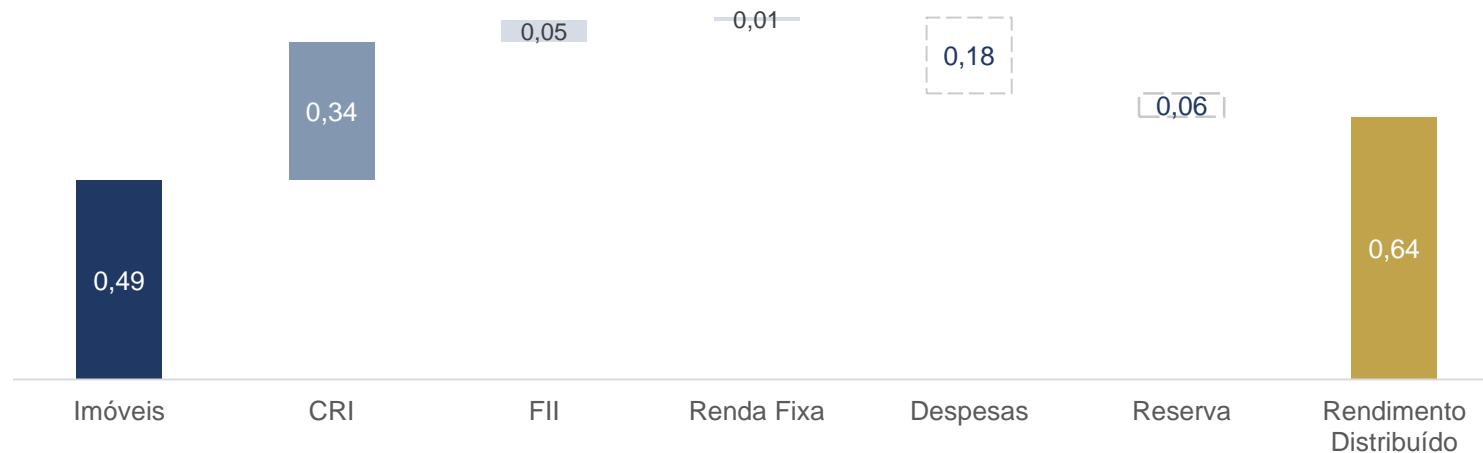 0,49
0,34
0,05
0,01
0,18
0,06
0,64
Imóveis
CRI
FII
Renda Fixa
Despesas
Reserva
Rendimento
Distribuído